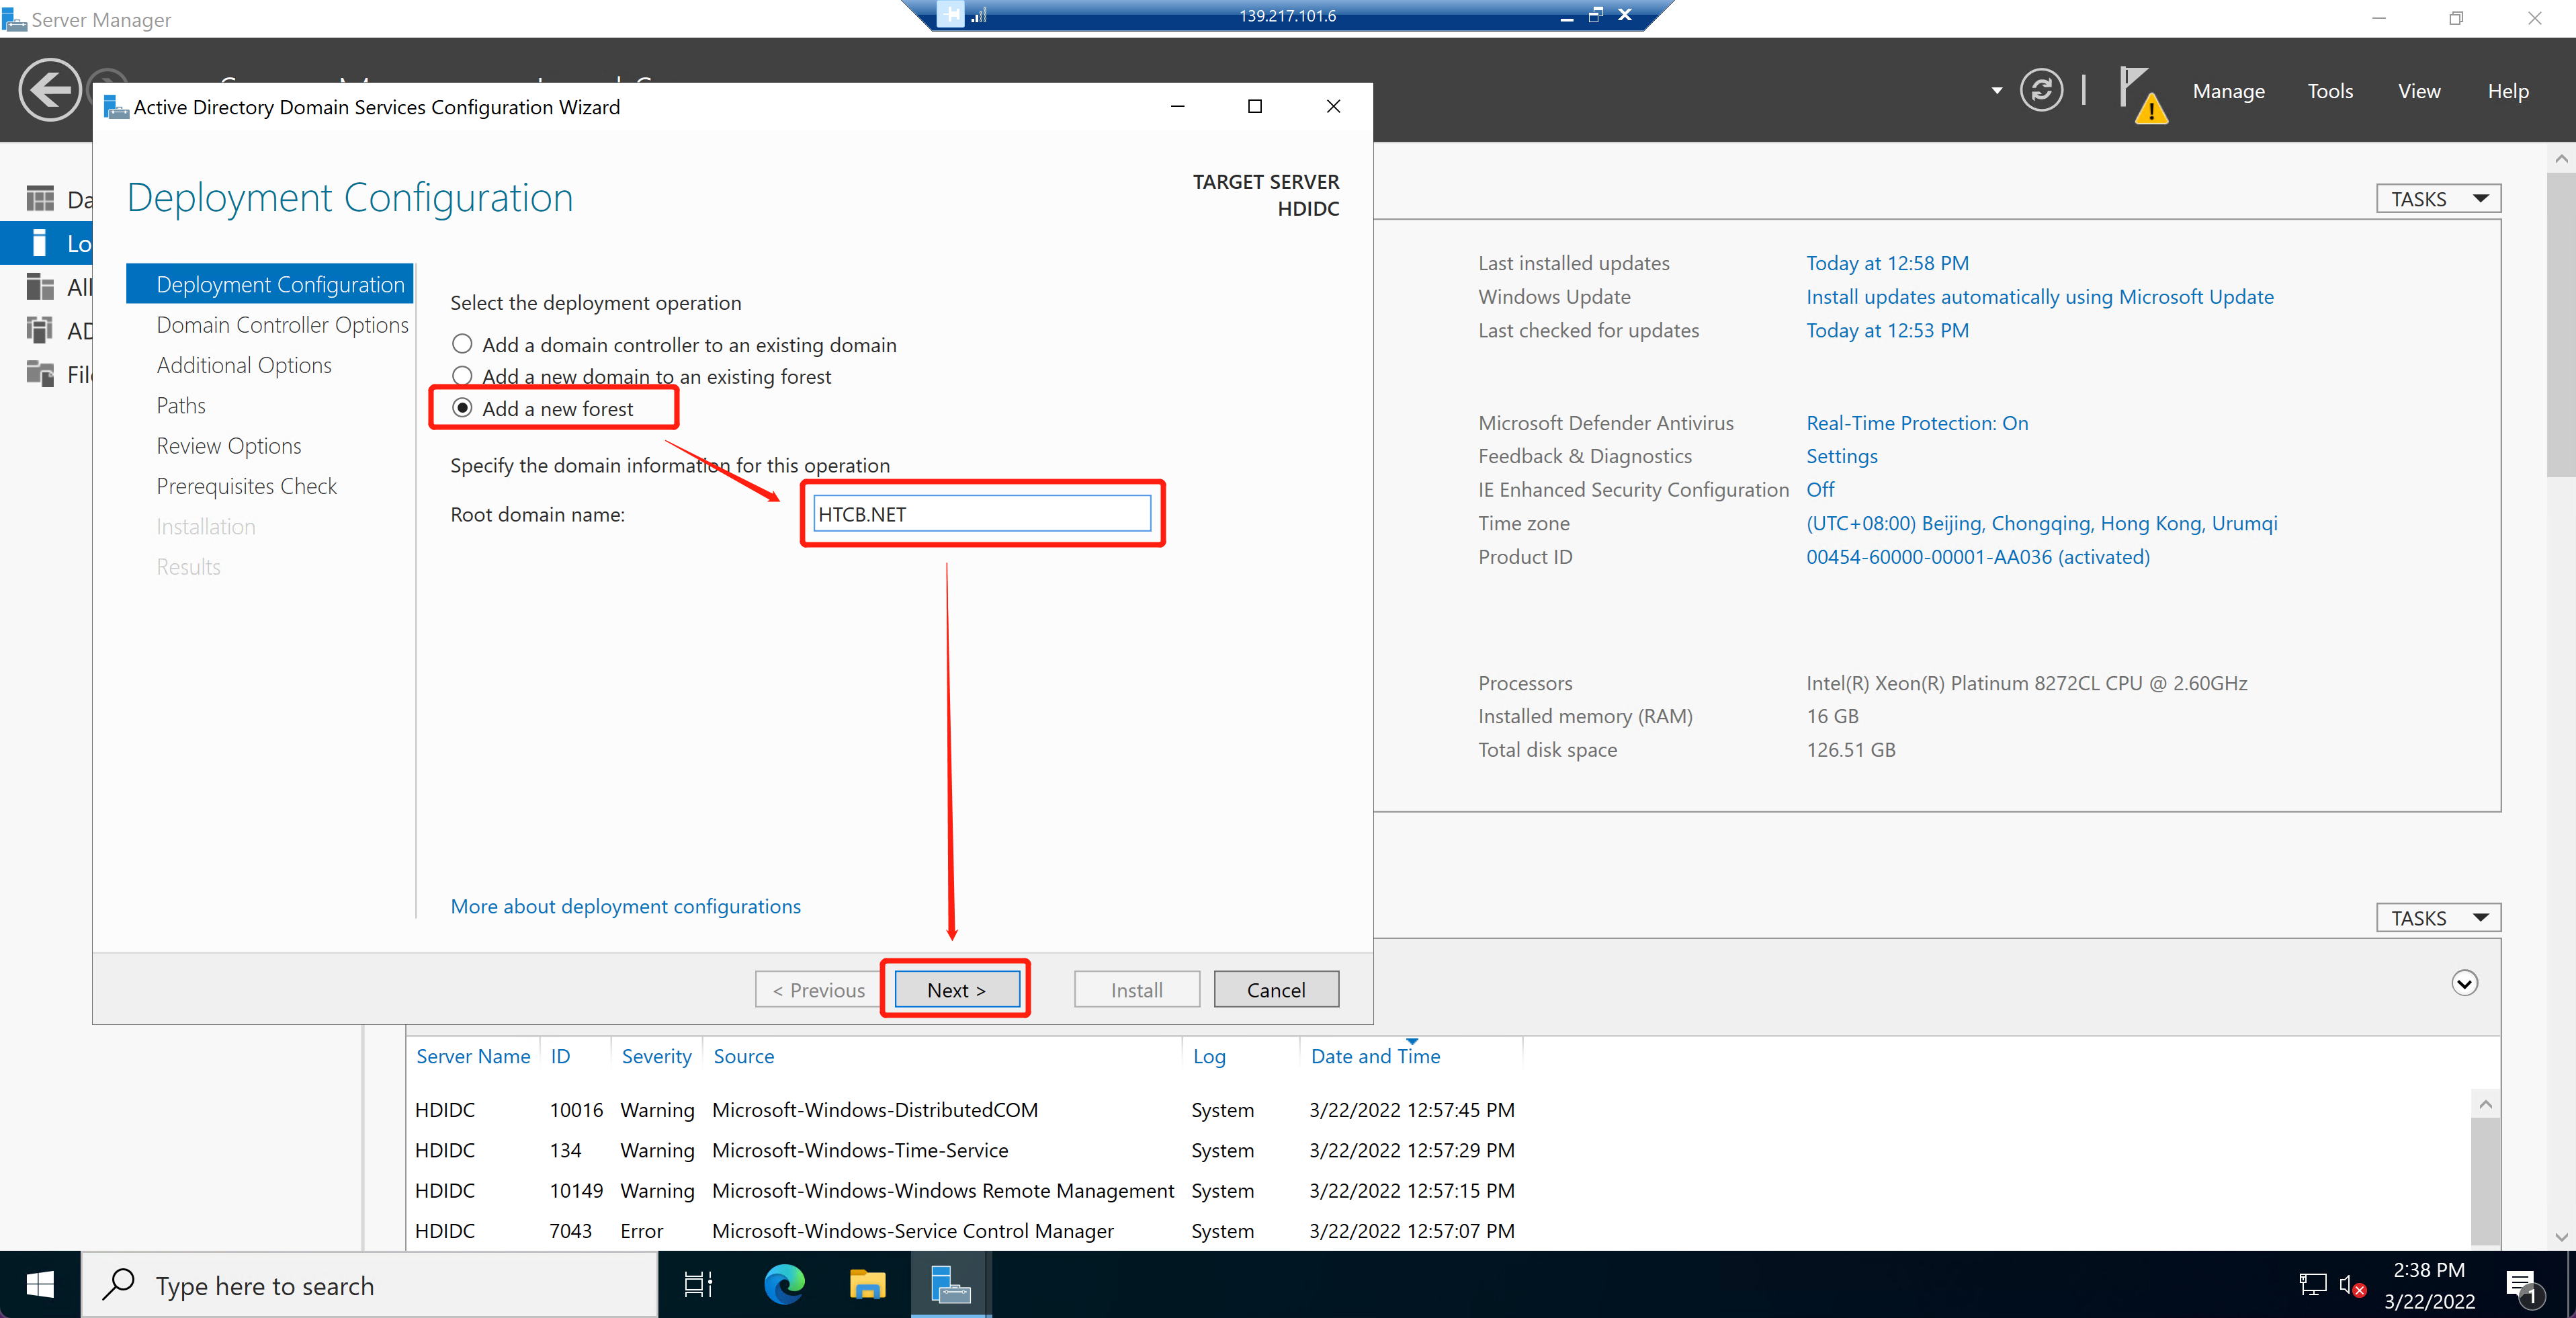 Server Manager
139.217.101.6
Manage
Tools
View
Help
Active Directory Domain Services Configuration Wizard
Deployment Configuration
TARGET SERVER
HDIDC
Deployment Configuration
Domain Controller Options
Additional Options
Paths
Review Options
Prerequisites Check
Installation
Results
Select the deployment operation
Add a domain controller to an existing domain
Add a new domain to an existing forest
Add a new forest
Specify the domain information for this operation
Root domain name:
HTCB.NET
More about deployment configurations
< Previous
Next >
Install
Cancel
TASKS
Last installed updates Today at 12:58 PM
Windows Update Install updates automatically using Microsoft Update
Last checked for updates Today at 12:53 PM
Microsoft Defender Antivirus Real-Time Protection: On
Feedback & Diagnostics Settings
IE Enhanced Security Configuration Off
Time zone (UTC+08:00) Beijing, Chongqing, Hong Kong, Urumqi
Product ID 00454-60000-00001-AA036 (activated)
Processors Intel(R) Xeon(R) Platinum 8272CL CPU @ 2.60GHz
Installed memory (RAM) 16 GB
Total disk space 126.51 GB
TASKS
Server Name ID Severity Source Log Date and Time
HDIDC 10016 Warning Microsoft-Windows-DistributedCOM System 3/22/2022 12:57:45 PM
HDIDC 134 Warning Microsoft-Windows-Time-Service System 3/22/2022 12:57:29 PM
HDIDC 10149 Warning Microsoft-Windows-Windows Remote Management System 3/22/2022 12:57:15 PM
HDIDC 7043 Error Microsoft-Windows-Service Control Manager System 3/22/2022 12:57:07 PM
Type here to search
2:38 PM
3/22/2022
1